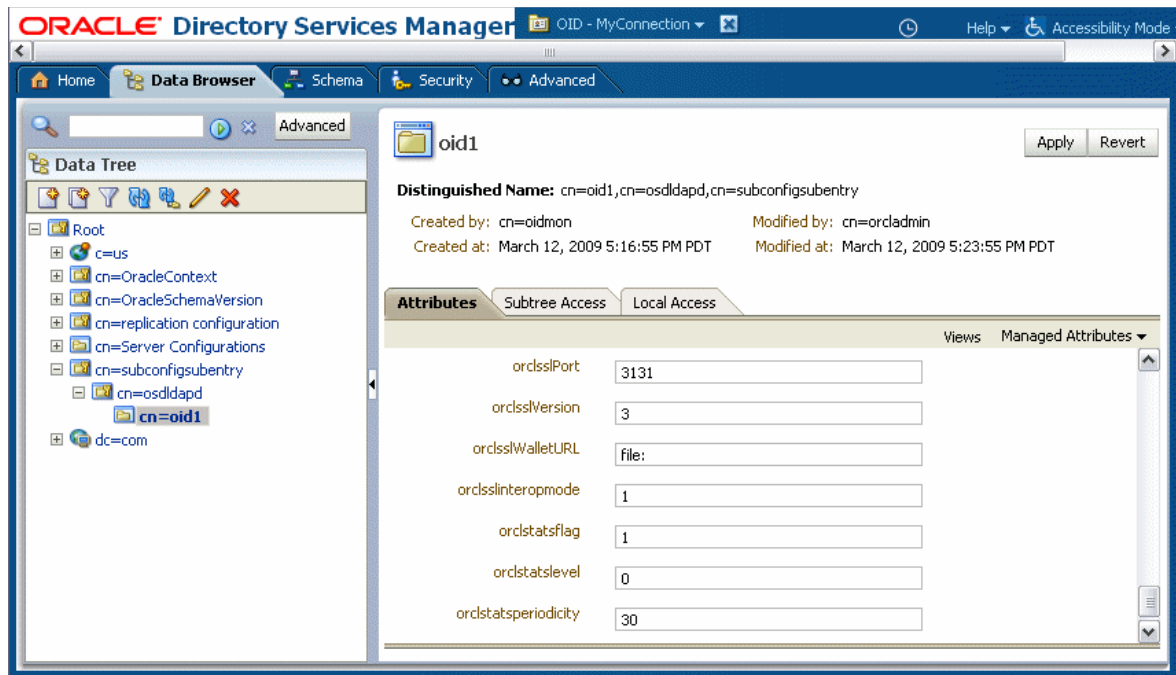 ORACLE Directory Services Manager OID - MyConnection Help Accessibility Mode
Home Data Browser Schema Security Advanced
Advanced
Data Tree
Root
c=us
cn=OracleContext
cn=OracleSchemaVersion
cn=replication configuration
cn=Server Configurations
cn=subconfigsubentry
cn=osdldapd
cn=oid1
dc=com
oid1
Apply Revert
Distinguished Name: cn=oid1,cn=osdldapd,cn=subconfigsubentry
Created by: cn=oidmon Modified by: cn=orcladmin
Created at: March 12, 2009 5:16:55 PM PDT Modified at: March 12, 2009 5:23:55 PM PDT
Attributes Subtree Access Local Access
Views Managed Attributes
orclsslPort 3131
orclsslVersion 3
orclsslWalletURL file:
orclsslinteropmode 1
orclstatsflag 1
orclstatslevel 0
orclstatsperiodicity 30